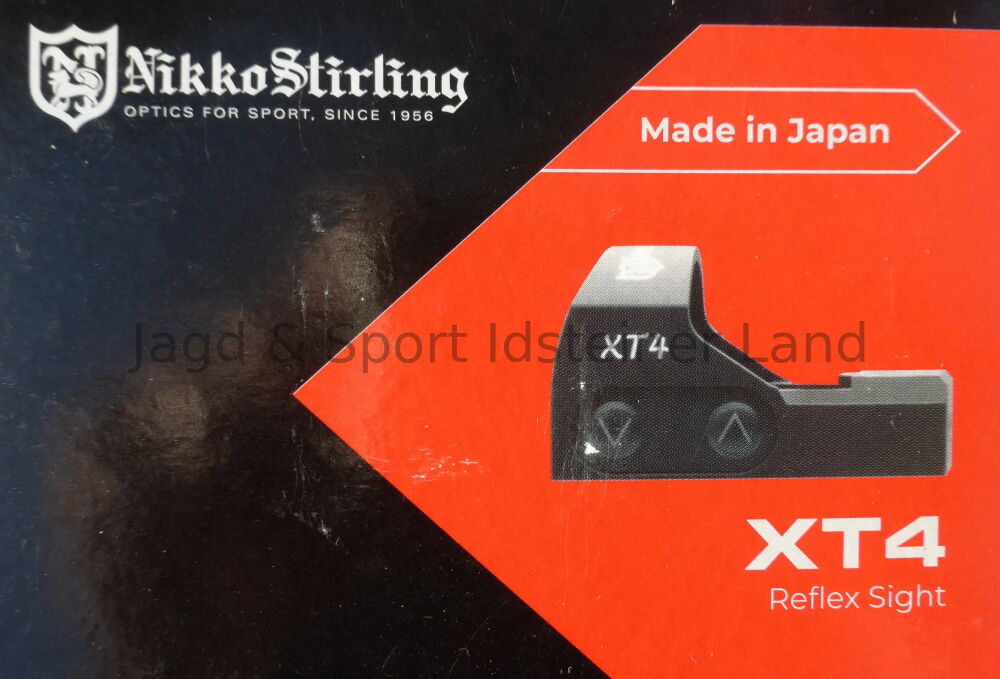 NikkoStirling
OPTICS FOR SPORT, SINCE 1956
Made in Japan
XT4
Jagd & Sport Idsteiner Land
XT4
Reflex Sight